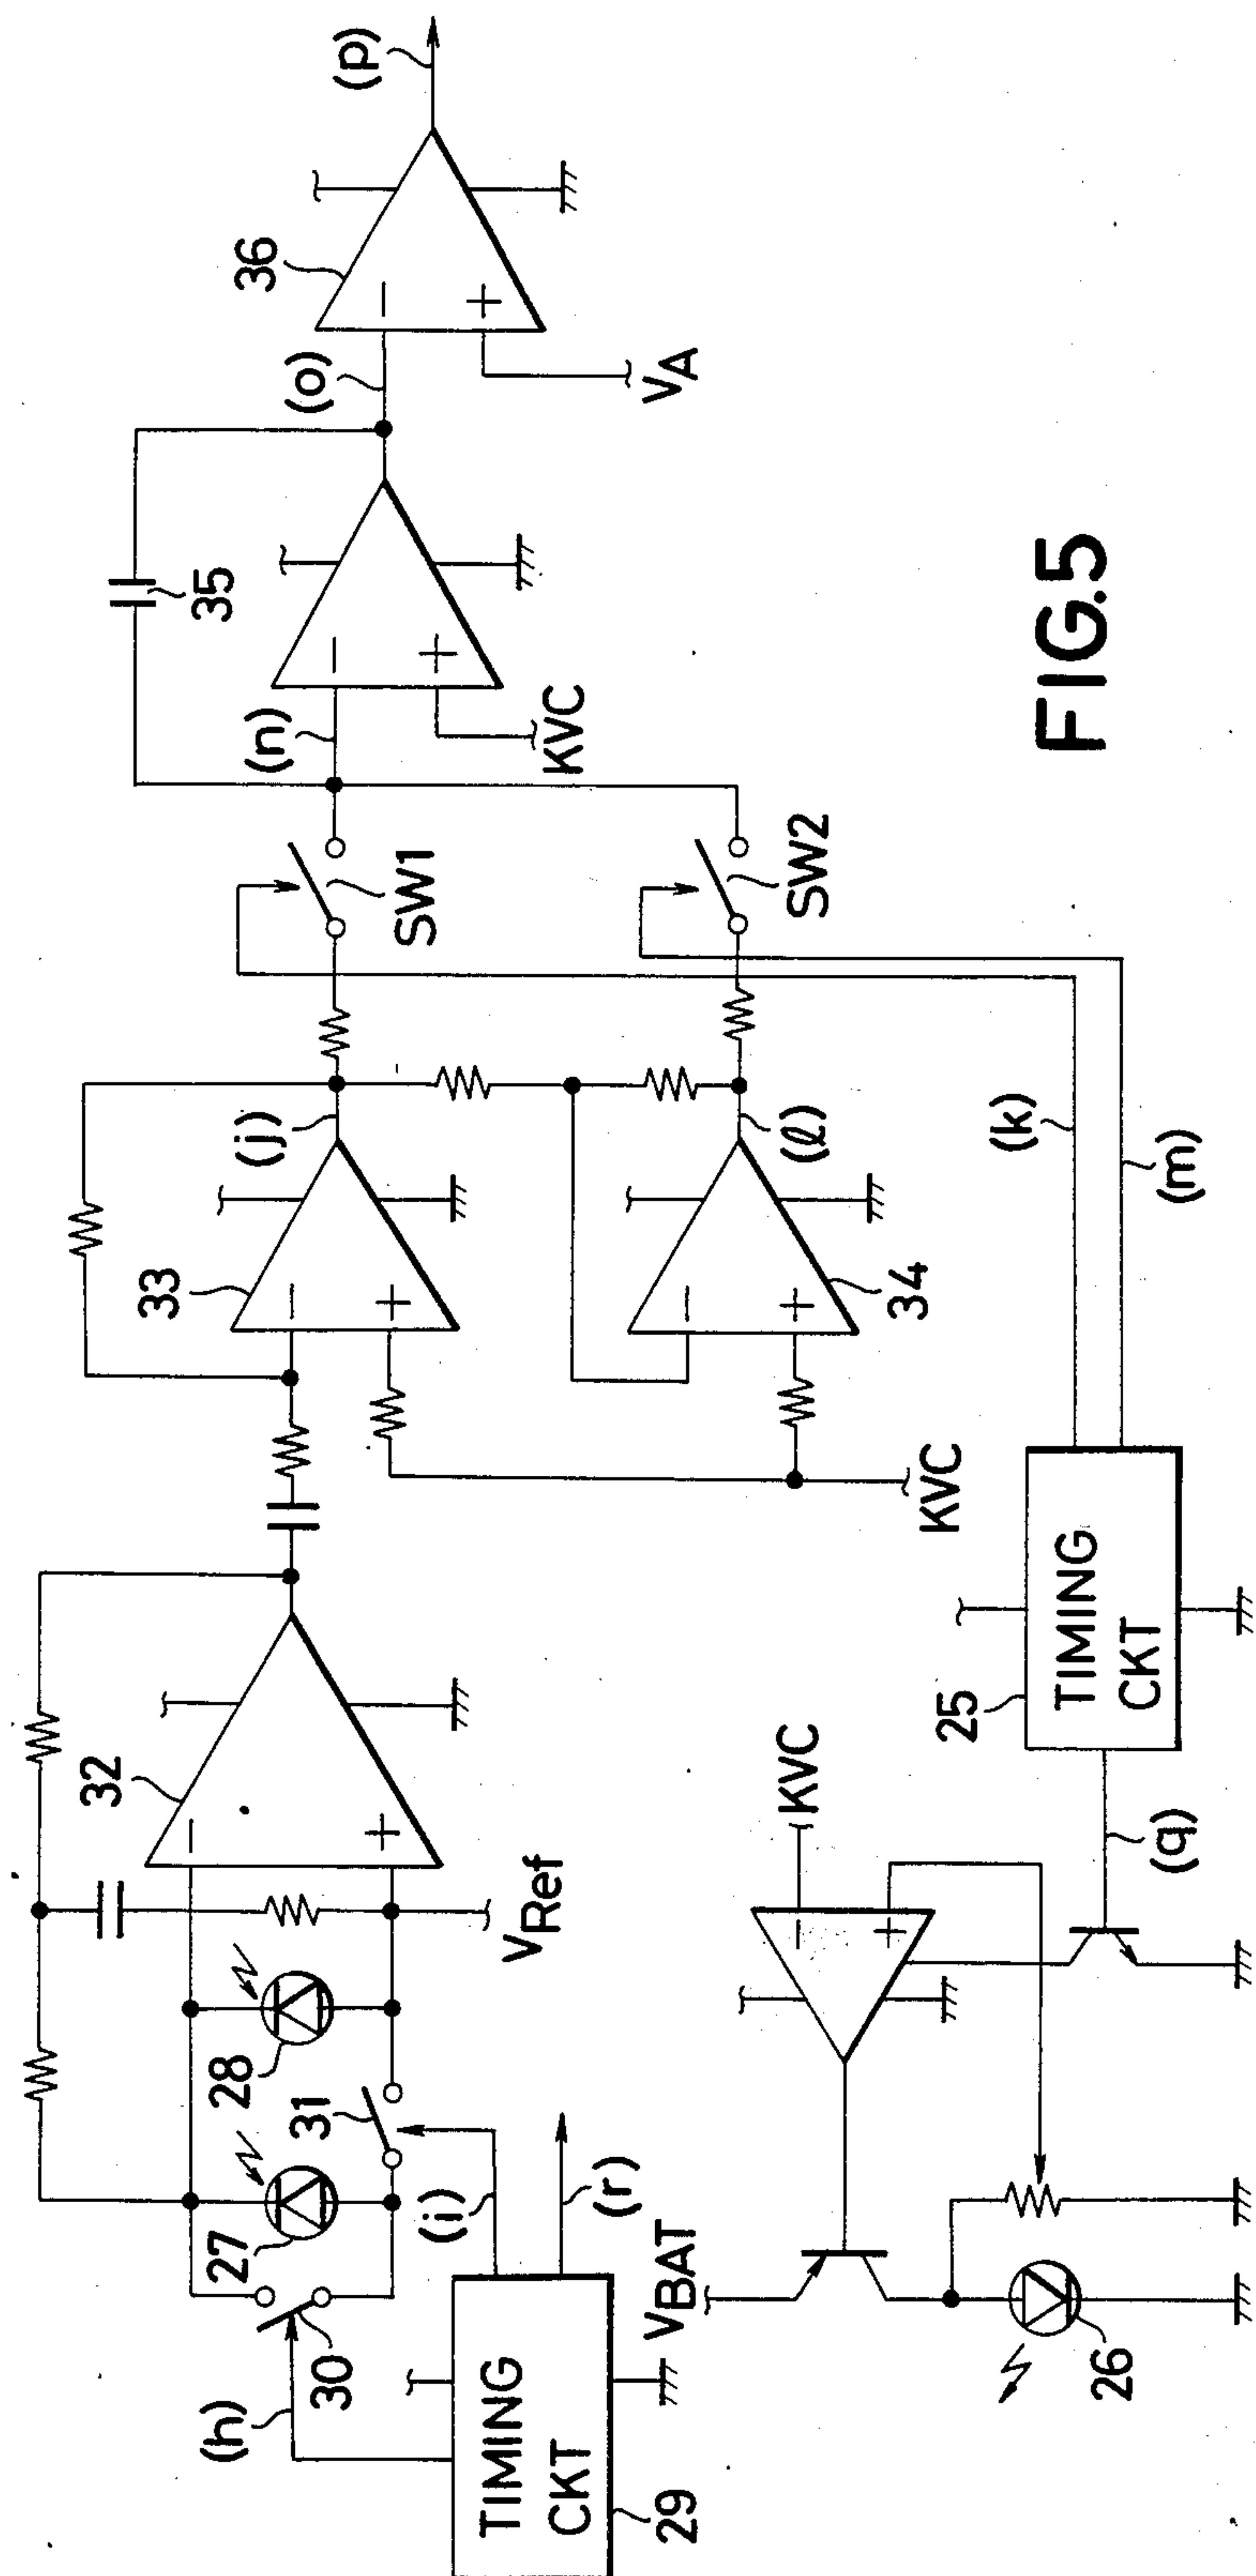 (p)
36
(o)
VA
35
(n)
KVC
SW1
SW2
33
(j)
34
(ℓ)
(k)
(m)
KVC
32
VRef
28
27
31
30
(h)
(i)
(r)
TIMING
CKT
29
VBAT
26
KVC
(q)
25
TIMING
CKT
−
+
−
+
−
+
−
+
−
+
−
+
FIG.5